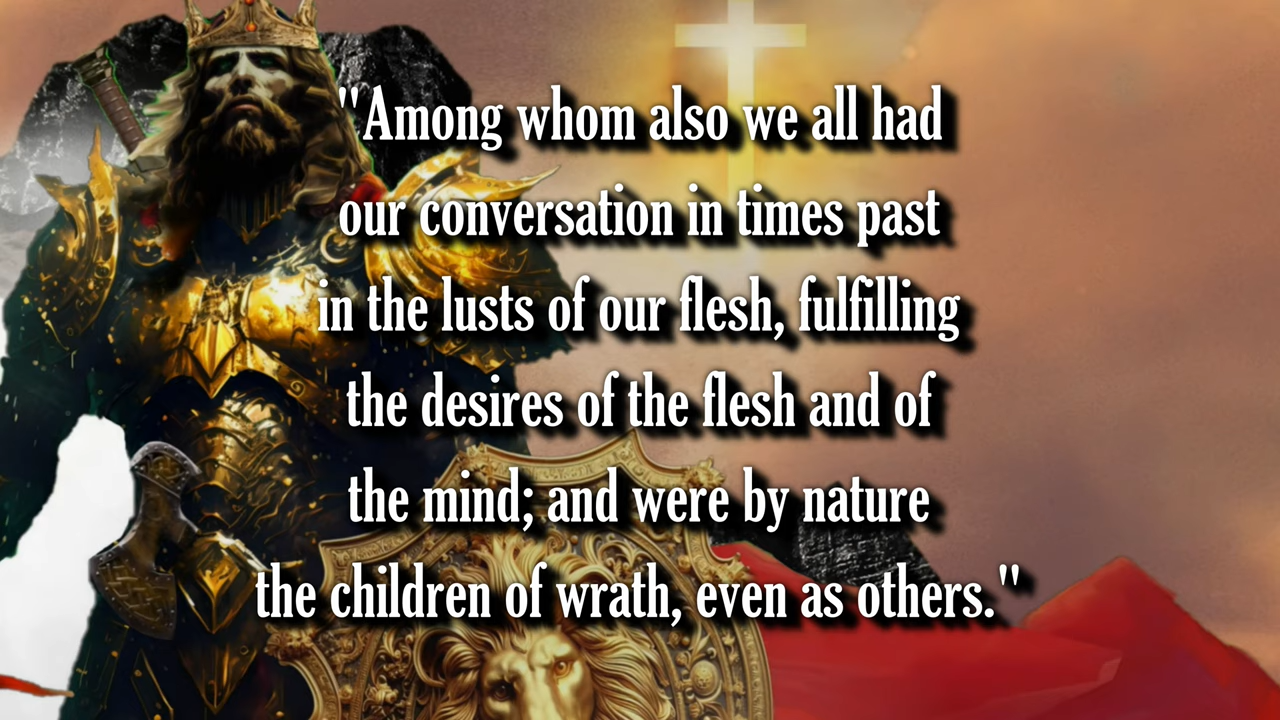 "Among whom also we all had
our conversation in times past
in the lusts of our flesh, fulfilling
the desires of the flesh and of
the mind; and were by nature
the children of wrath, even as others."